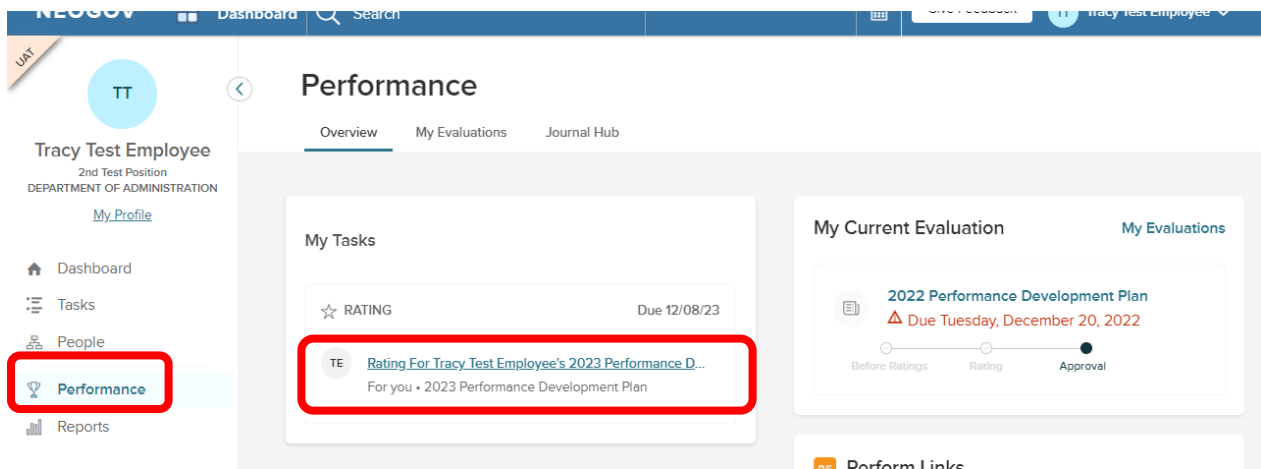 NEOGOV Dashboard Search Give Feedback TT Tracy Test Employee
UAT
TT
Tracy Test Employee
2nd Test Position
DEPARTMENT OF ADMINISTRATION
My Profile
Dashboard
Tasks
People
Performance
Reports
Performance
Overview My Evaluations Journal Hub
My Tasks
RATING Due 12/08/23
TE Rating For Tracy Test Employee's 2023 Performance D...
For you • 2023 Performance Development Plan
My Current Evaluation My Evaluations
2022 Performance Development Plan
Due Tuesday, December 20, 2022
Before Ratings Rating Approval
PE Perform Links